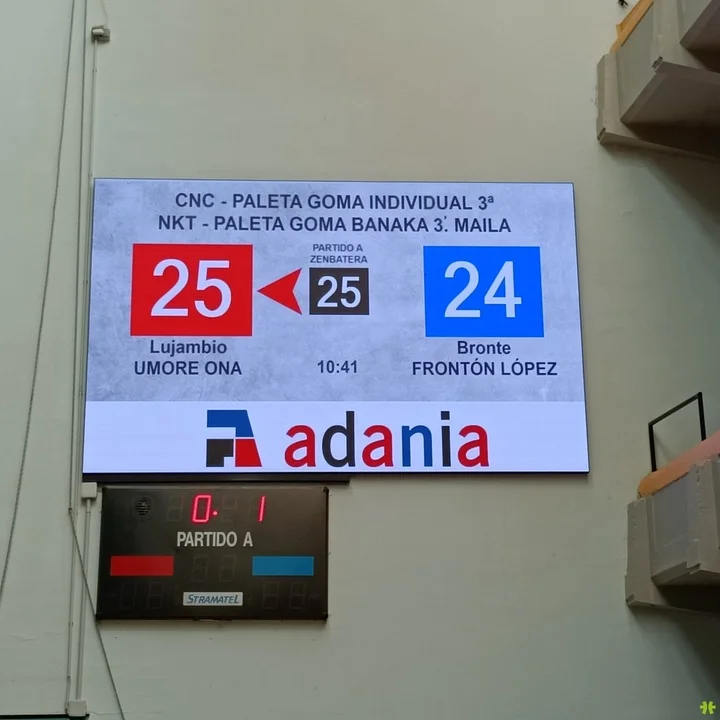 CNC - PALETA GOMA INDIVIDUAL 3ª
NKT - PALETA GOMA BANAKA 3. MAILA
PARTIDO A
ZENBATERA
25
25
24
Lujambio
UMORE ONA
10:41
Bronte
FRONTÓN LÓPEZ
adania
0. 1
PARTIDO A
STRAMATEL